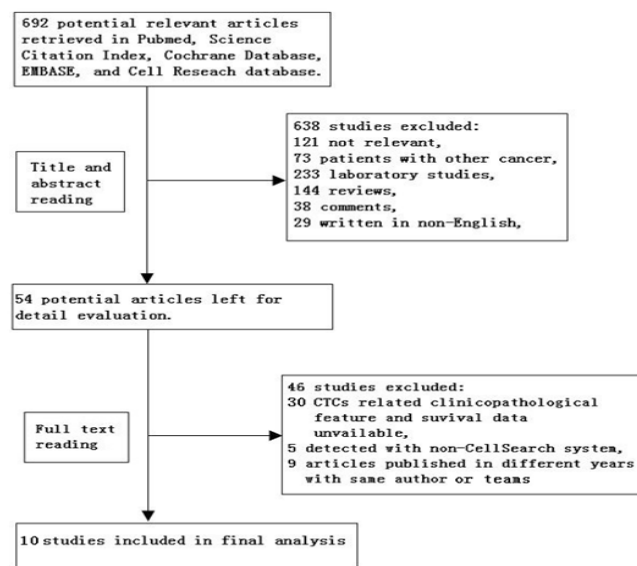 692 potential relevant articles
retrieved in Pubmed, Science
Citation Index, Cochrane Database,
EMBASE, and Cell Reseach database.
638 studies excluded:
121 not relevant,
73 patients with other cancer,
233 laboratory studies,
144 reviews,
38 comments,
29 written in non-English,
Title and
abstract
reading
54 potential articles left for
detail evaluation.
46 studies excluded:
30 CTCs related clinicopathological
feature and suvival data
unvailable,
5 detected with non-CellSearch system,
9 articles published in different years
with same author or teams
Full text
reading
10 studies included in final analysis